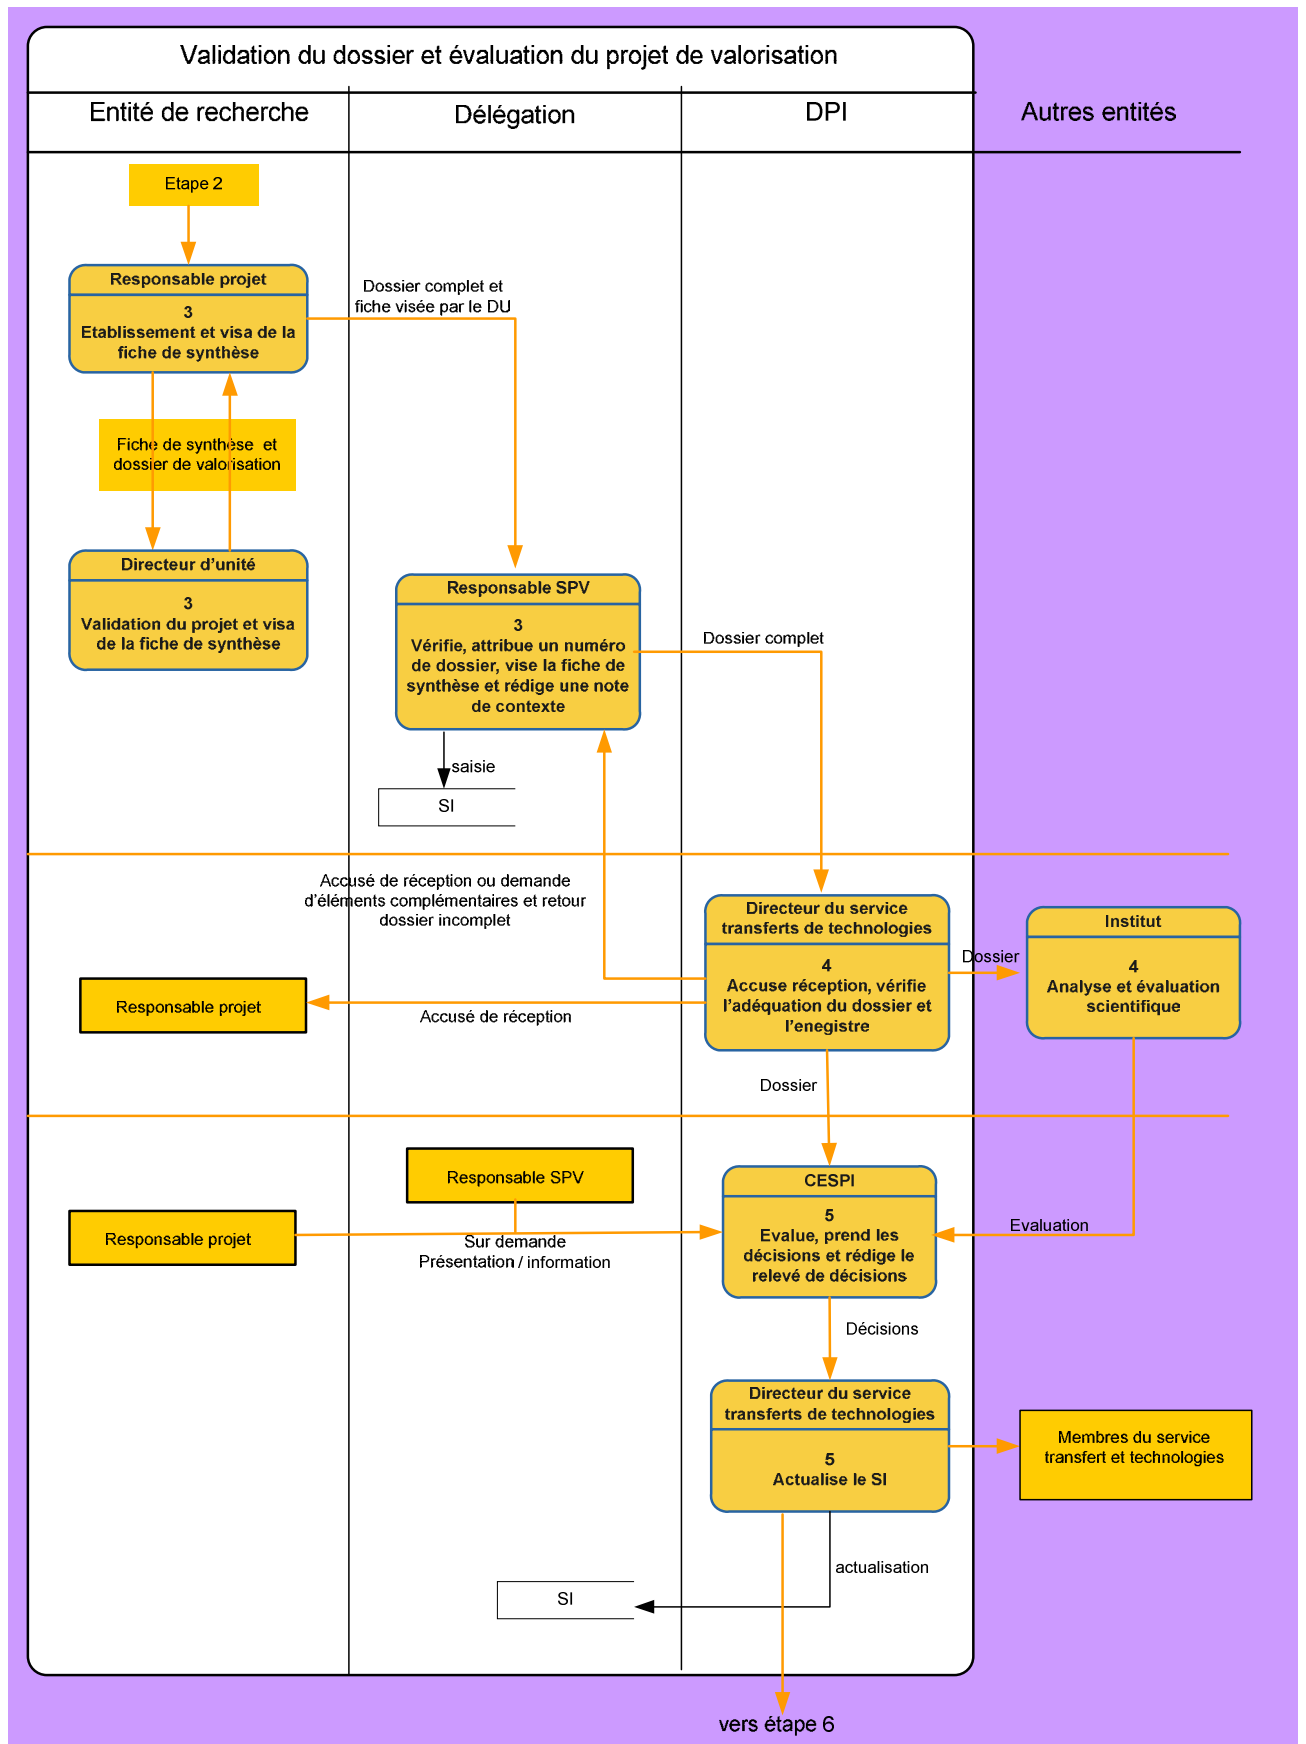 Validation du dossier et évaluation du projet de valorisation
Entité de recherche
Délégation
DPI
Autres entités
Etape 2
Responsable projet
3
Etablissement et visa de la
fiche de synthèse
Dossier complet et
fiche visée par le DU
Fiche de synthèse et
dossier de valorisation
Directeur d'unité
3
Validation du projet et visa
de la fiche de synthèse
Responsable SPV
3
Vérifie, attribue un numéro
de dossier, vise la fiche de
synthèse et rédige une note
de contexte
Dossier complet
saisie
SI
Accusé de réception ou demande
d'éléments complémentaires et retour
dossier incomplet
Directeur du service
transferts de technologies
4
Accuse réception, vérifie
l'adéquation du dossier et
l'enegistre
Dossier
Institut
4
Analyse et évaluation
scientifique
Responsable projet
Accusé de réception
Dossier
Responsable SPV
Responsable projet
Sur demande
Présentation / information
CESPI
5
Evalue, prend les
décisions et rédige le
relevé de décisions
Evaluation
Décisions
Directeur du service
transferts de technologies
5
Actualise le SI
Membres du service
transfert et technologies
actualisation
SI
vers étape 6